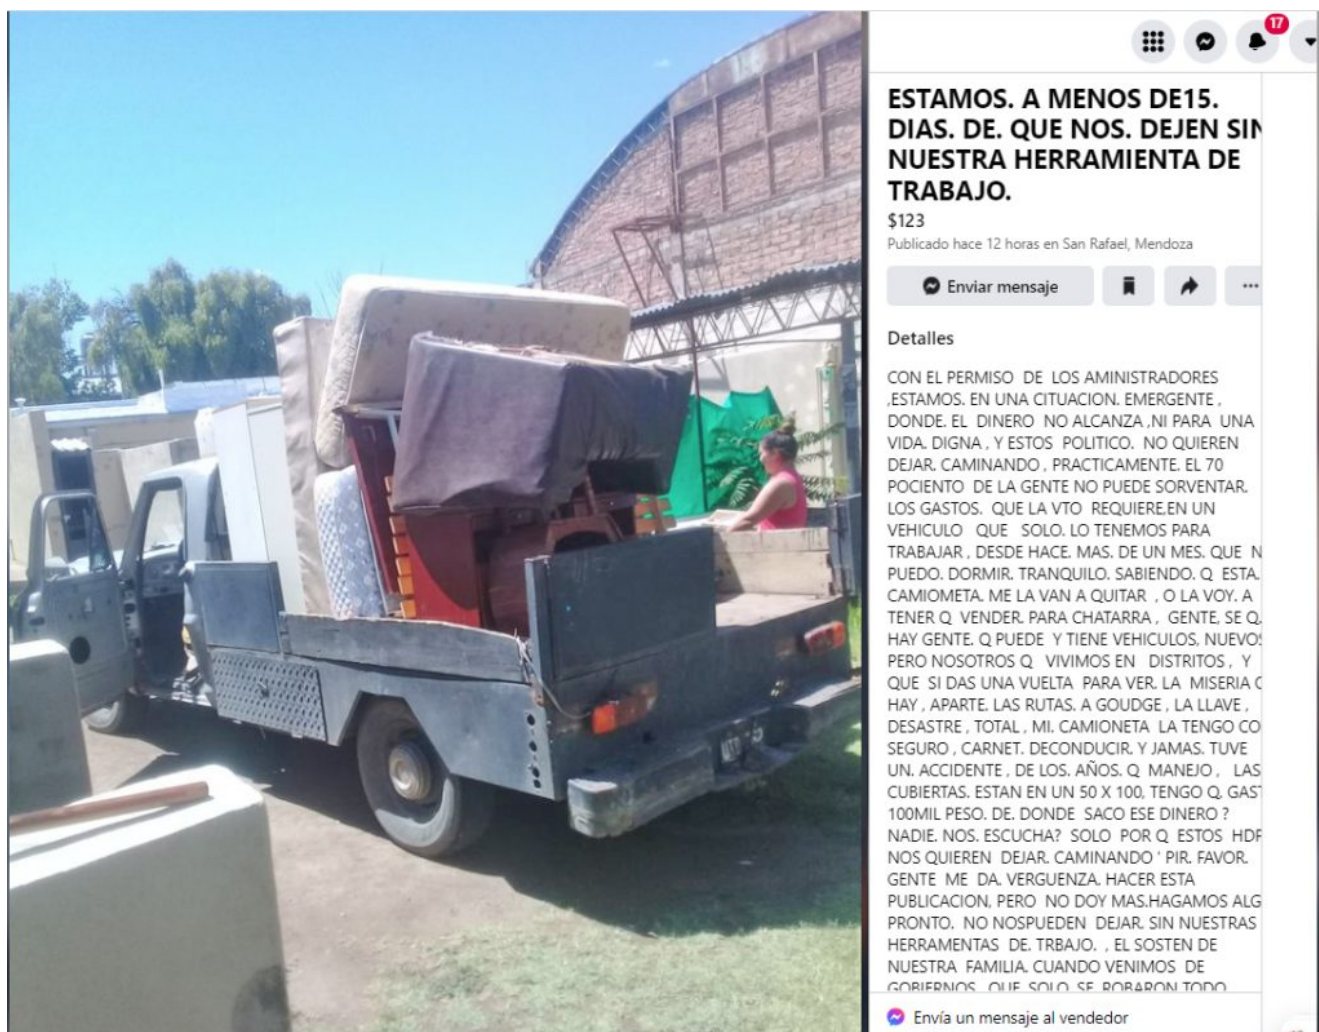 17
ESTAMOS. A MENOS DE15.
DIAS. DE. QUE NOS. DEJEN SIN
NUESTRA HERRAMIENTA DE
TRABAJO.
$123
Publicado hace 12 horas en San Rafael, Mendoza
Enviar mensaje
Detalles
CON EL PERMISO DE LOS AMINISTRADORES
,ESTAMOS. EN UNA CITUACION. EMERGENTE ,
DONDE. EL DINERO NO ALCANZA ,NI PARA UNA
VIDA. DIGNA , Y ESTOS POLITICO. NO QUIEREN
DEJAR. CAMINANDO , PRACTICAMENTE. EL 70
POCIENTO DE LA GENTE NO PUEDE SORVENTAR.
LOS GASTOS. QUE LA VTO REQUIERE,EN UN
VEHICULO QUE SOLO. LO TENEMOS PARA
TRABAJAR , DESDE HACE. MAS. DE UN MES. QUE N
PUEDO. DORMIR. TRANQUILO. SABIENDO. Q ESTA.
CAMIOMETA. ME LA VAN A QUITAR , O LA VOY. A
TENER Q VENDER. PARA CHATARRA , GENTE, SE Q.
HAY GENTE. Q PUEDE Y TIENE VEHICULOS, NUEVOS
PERO NOSOTROS Q VIVIMOS EN DISTRITOS , Y
QUE SI DAS UNA VUELTA PARA VER. LA MISERIA
HAY , APARTE. LAS RUTAS. A GOUDGE , LA LLAVE ,
DESASTRE , TOTAL , MI. CAMIONETA LA TENGO CO
SEGURO , CARNET. DECONDUCIR. Y JAMAS. TUVE
UN. ACCIDENTE , DE LOS. AÑOS. Q MANEJO , LAS
CUBIERTAS. ESTAN EN UN 50 X 100, TENGO Q. GAST
100MIL PESO. DE. DONDE SACO ESE DINERO ?
NADIE. NOS. ESCUCHA? SOLO POR Q ESTOS HDP
NOS QUIEREN DEJAR. CAMINANDO ' PIR. FAVOR.
GENTE ME DA. VERGUENZA. HACER ESTA
PUBLICACION, PERO NO DOY MAS.HAGAMOS ALG
PRONTO. NO NOSPUEDEN DEJAR. SIN NUESTRAS
HERRAMENTAS DE. TRBAJO. , EL SOSTEN DE
NUESTRA FAMILIA. CUANDO VENIMOS DE
GOBIERNOS QUE SOLO SE ROBARON TODO
Envía un mensaje al vendedor